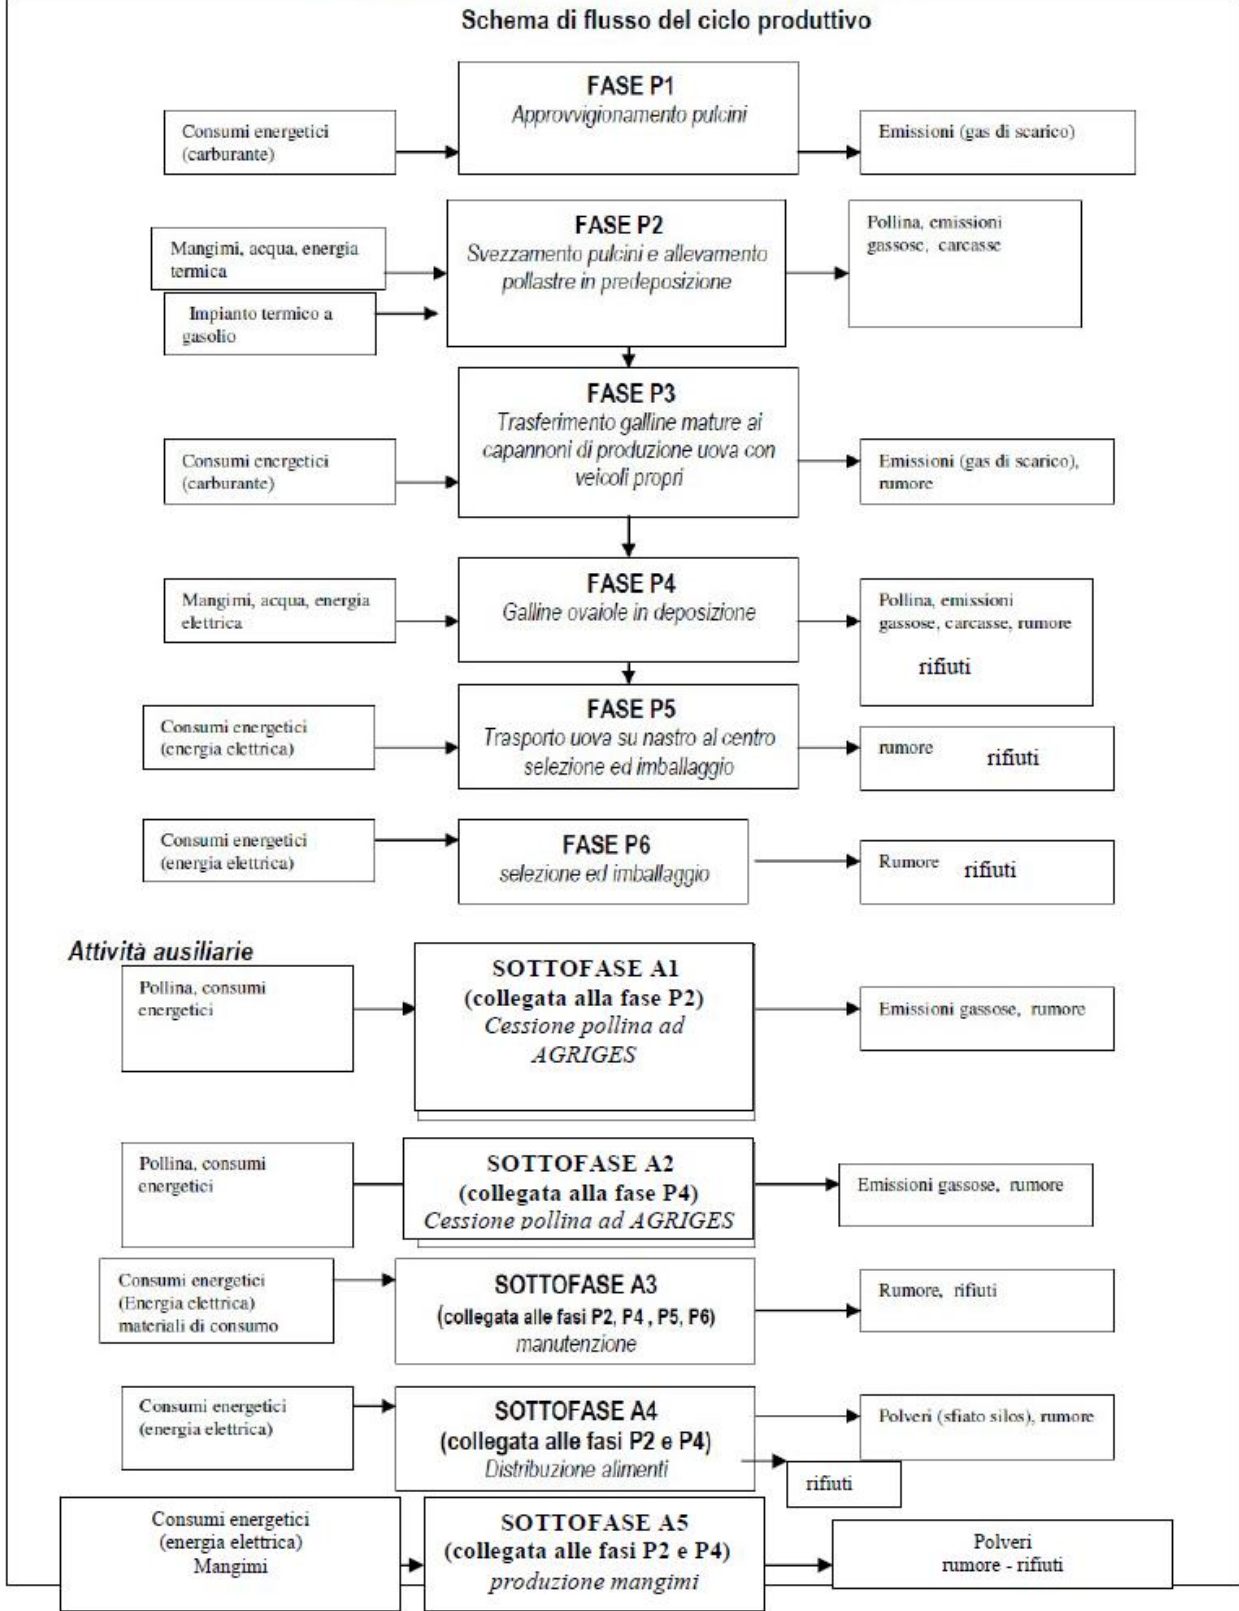 Schema di flusso del ciclo produttivo
FASE P1
Approvvigionamento pulcini
Consumi energetici
(carburante)
Emissioni (gas di scarico)
FASE P2
Svezzamento pulcini e allevamento
pollastre in predeposizione
Mangimi, acqua, energia
termica
Impianto termico a
gasolio
Pollina, emissioni
gassose, carcasse
FASE P3
Trasferimento galline mature ai
capannoni di produzione uova con
veicoli propri
Consumi energetici
(carburante)
Emissioni (gas di scarico),
rumore
FASE P4
Galline ovaiole in deposizione
Mangimi, acqua, energia
elettrica
Pollina, emissioni
gassose, carcasse, rumore
rifiuti
FASE P5
Trasporto uova su nastro al centro
selezione ed imballaggio
Consumi energetici
(energia elettrica)
rumore rifiuti
Consumi energetici
(energia elettrica)
FASE P6
selezione ed imballaggio
Rumore rifiuti
Attività ausiliarie
Pollina, consumi
energetici
SOTTOFASE A1
(collegata alla fase P2)
Cessione pollina ad
AGRIGES
Emissioni gassose, rumore
Pollina, consumi
energetici
SOTTOFASE A2
(collegata alla fase P4)
Cessione pollina ad AGRIGES
Emissioni gassose, rumore
Consumi energetici
(Energia elettrica)
materiali di consumo
SOTTOFASE A3
(collegata alle fasi P2, P4 , P5, P6)
manutenzione
Rumore, rifiuti
Consumi energetici
(energia elettrica)
SOTTOFASE A4
(collegata alle fasi P2 e P4)
Distribuzione alimenti
Polveri (sfiato silos), rumore
rifiuti
Consumi energetici
(energia elettrica)
Mangimi
SOTTOFASE A5
(collegata alle fasi P2 e P4)
produzione mangimi
Polveri
rumore - rifiuti